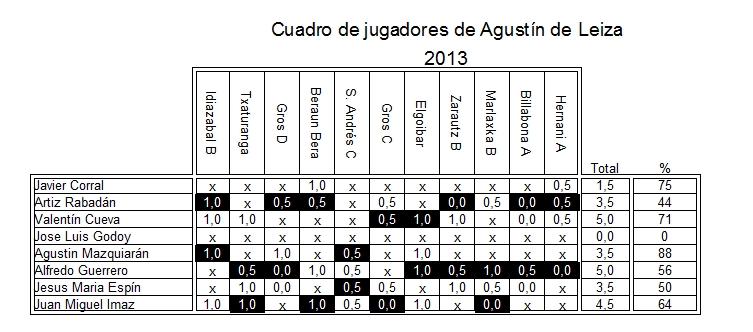 Cuadro de jugadores de Agustín de Leiza
2013
Idiazabal B Txaturanga Gros D Beraun Bera S. Andrés C Gros C Elgoibar Zarautz B Marlaxka B Billabona A Hernani A Total %
Javier Corral x x x 1,0 x x x x x x 0,5 1,5 75
Artiz Rabadán 1,0 x 0,5 0,5 x 0,5 x 0,0 0,5 0,0 0,5 3,5 44
Valentín Cueva 1,0 1,0 x x x 0,5 1,0 1,0 x 0,0 0,5 5,0 71
Jose Luis Godoy x x x x x x x x x x x 0,0 0
Agustin Mazquiarán 1,0 x 1,0 x 0,5 x 1,0 x x x x 3,5 88
Alfredo Guerrero x 0,5 0,0 1,0 0,5 x 1,0 0,5 1,0 0,5 0,0 5,0 56
Jesus Maria Espín x 1,0 0,0 x 0,5 0,5 x 1,0 0,5 0,0 x 3,5 50
Juan Miguel Imaz 1,0 1,0 x 1,0 0,5 0,0 1,0 x 0,0 x x 4,5 64